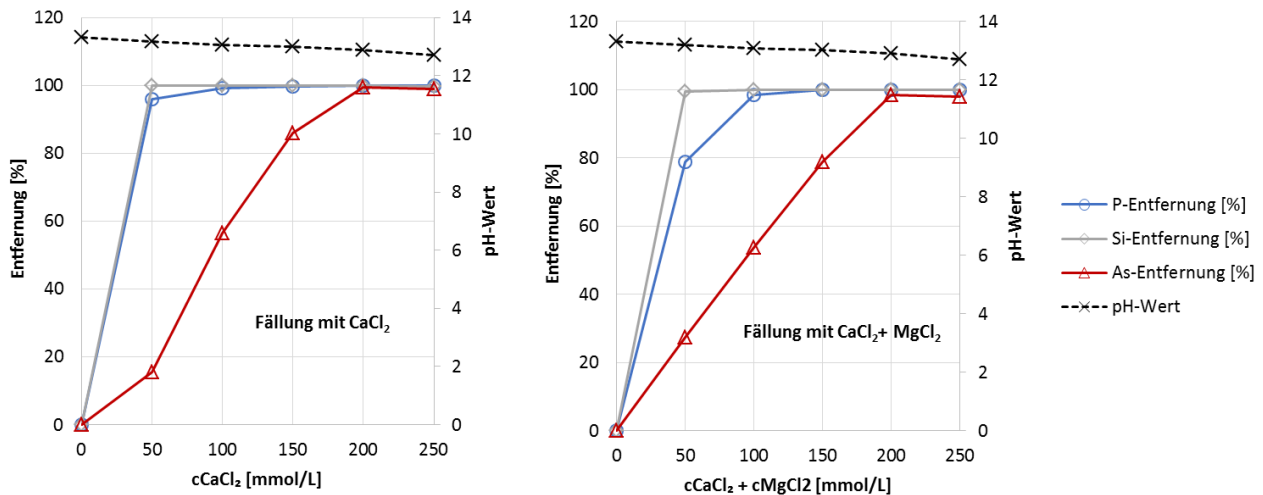 120
100
80
60
40
20
0
Entfernung [%]
14
12
10
8
6
4
2
0
pH-Wert
Fällung mit CaCl₂
0 50 100 150 200 250
cCaCl₂ [mmol/L]
120
100
80
60
40
20
0
Entfernung [%]
14
12
10
8
6
4
2
0
pH-Wert
Fällung mit CaCl₂+ MgCl₂
0 50 100 150 200 250
cCaCl₂ + cMgCl2 [mmol/L]
P-Entfernung [%]
Si-Entfernung [%]
As-Entfernung [%]
pH-Wert